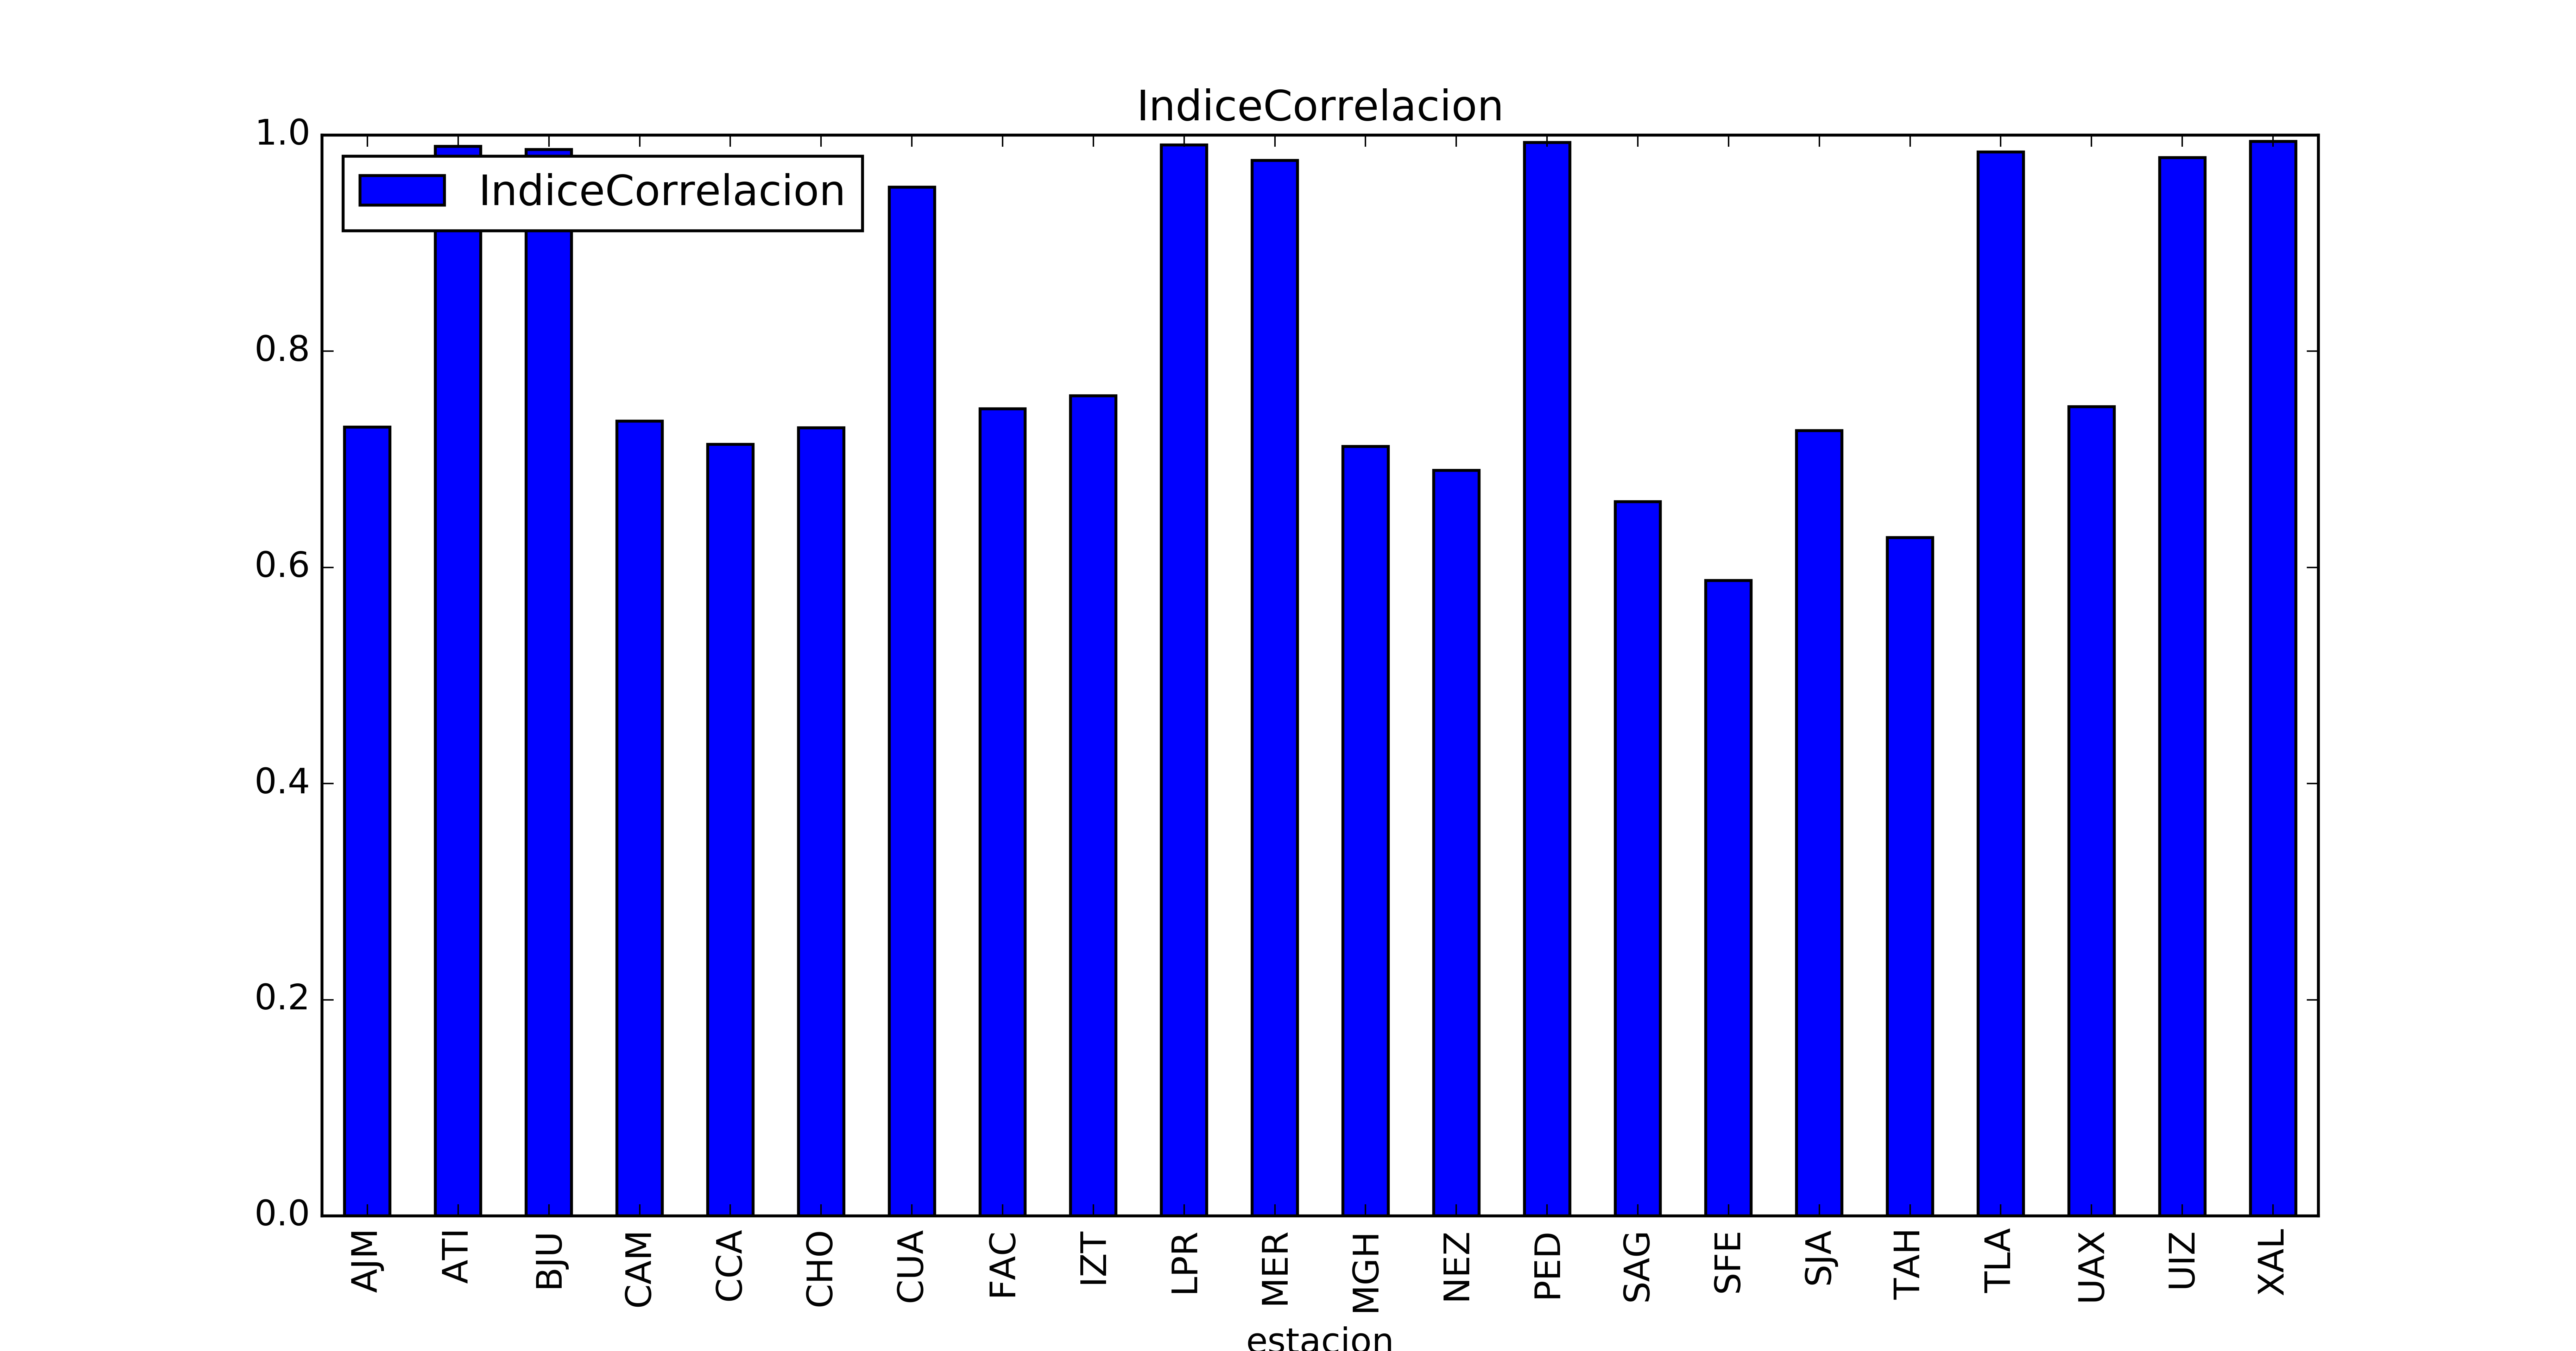 IndiceCorrelacion
IndiceCorrelacion
1.0
0.8
0.6
0.4
0.2
0.0
AJM
ATI
BJU
CAM
CCA
CHO
CUA
FAC
IZT
LPR
MER
MGH
NEZ
PED
SAG
SFE
SJA
TAH
TLA
UAX
UIZ
XAL
estacion